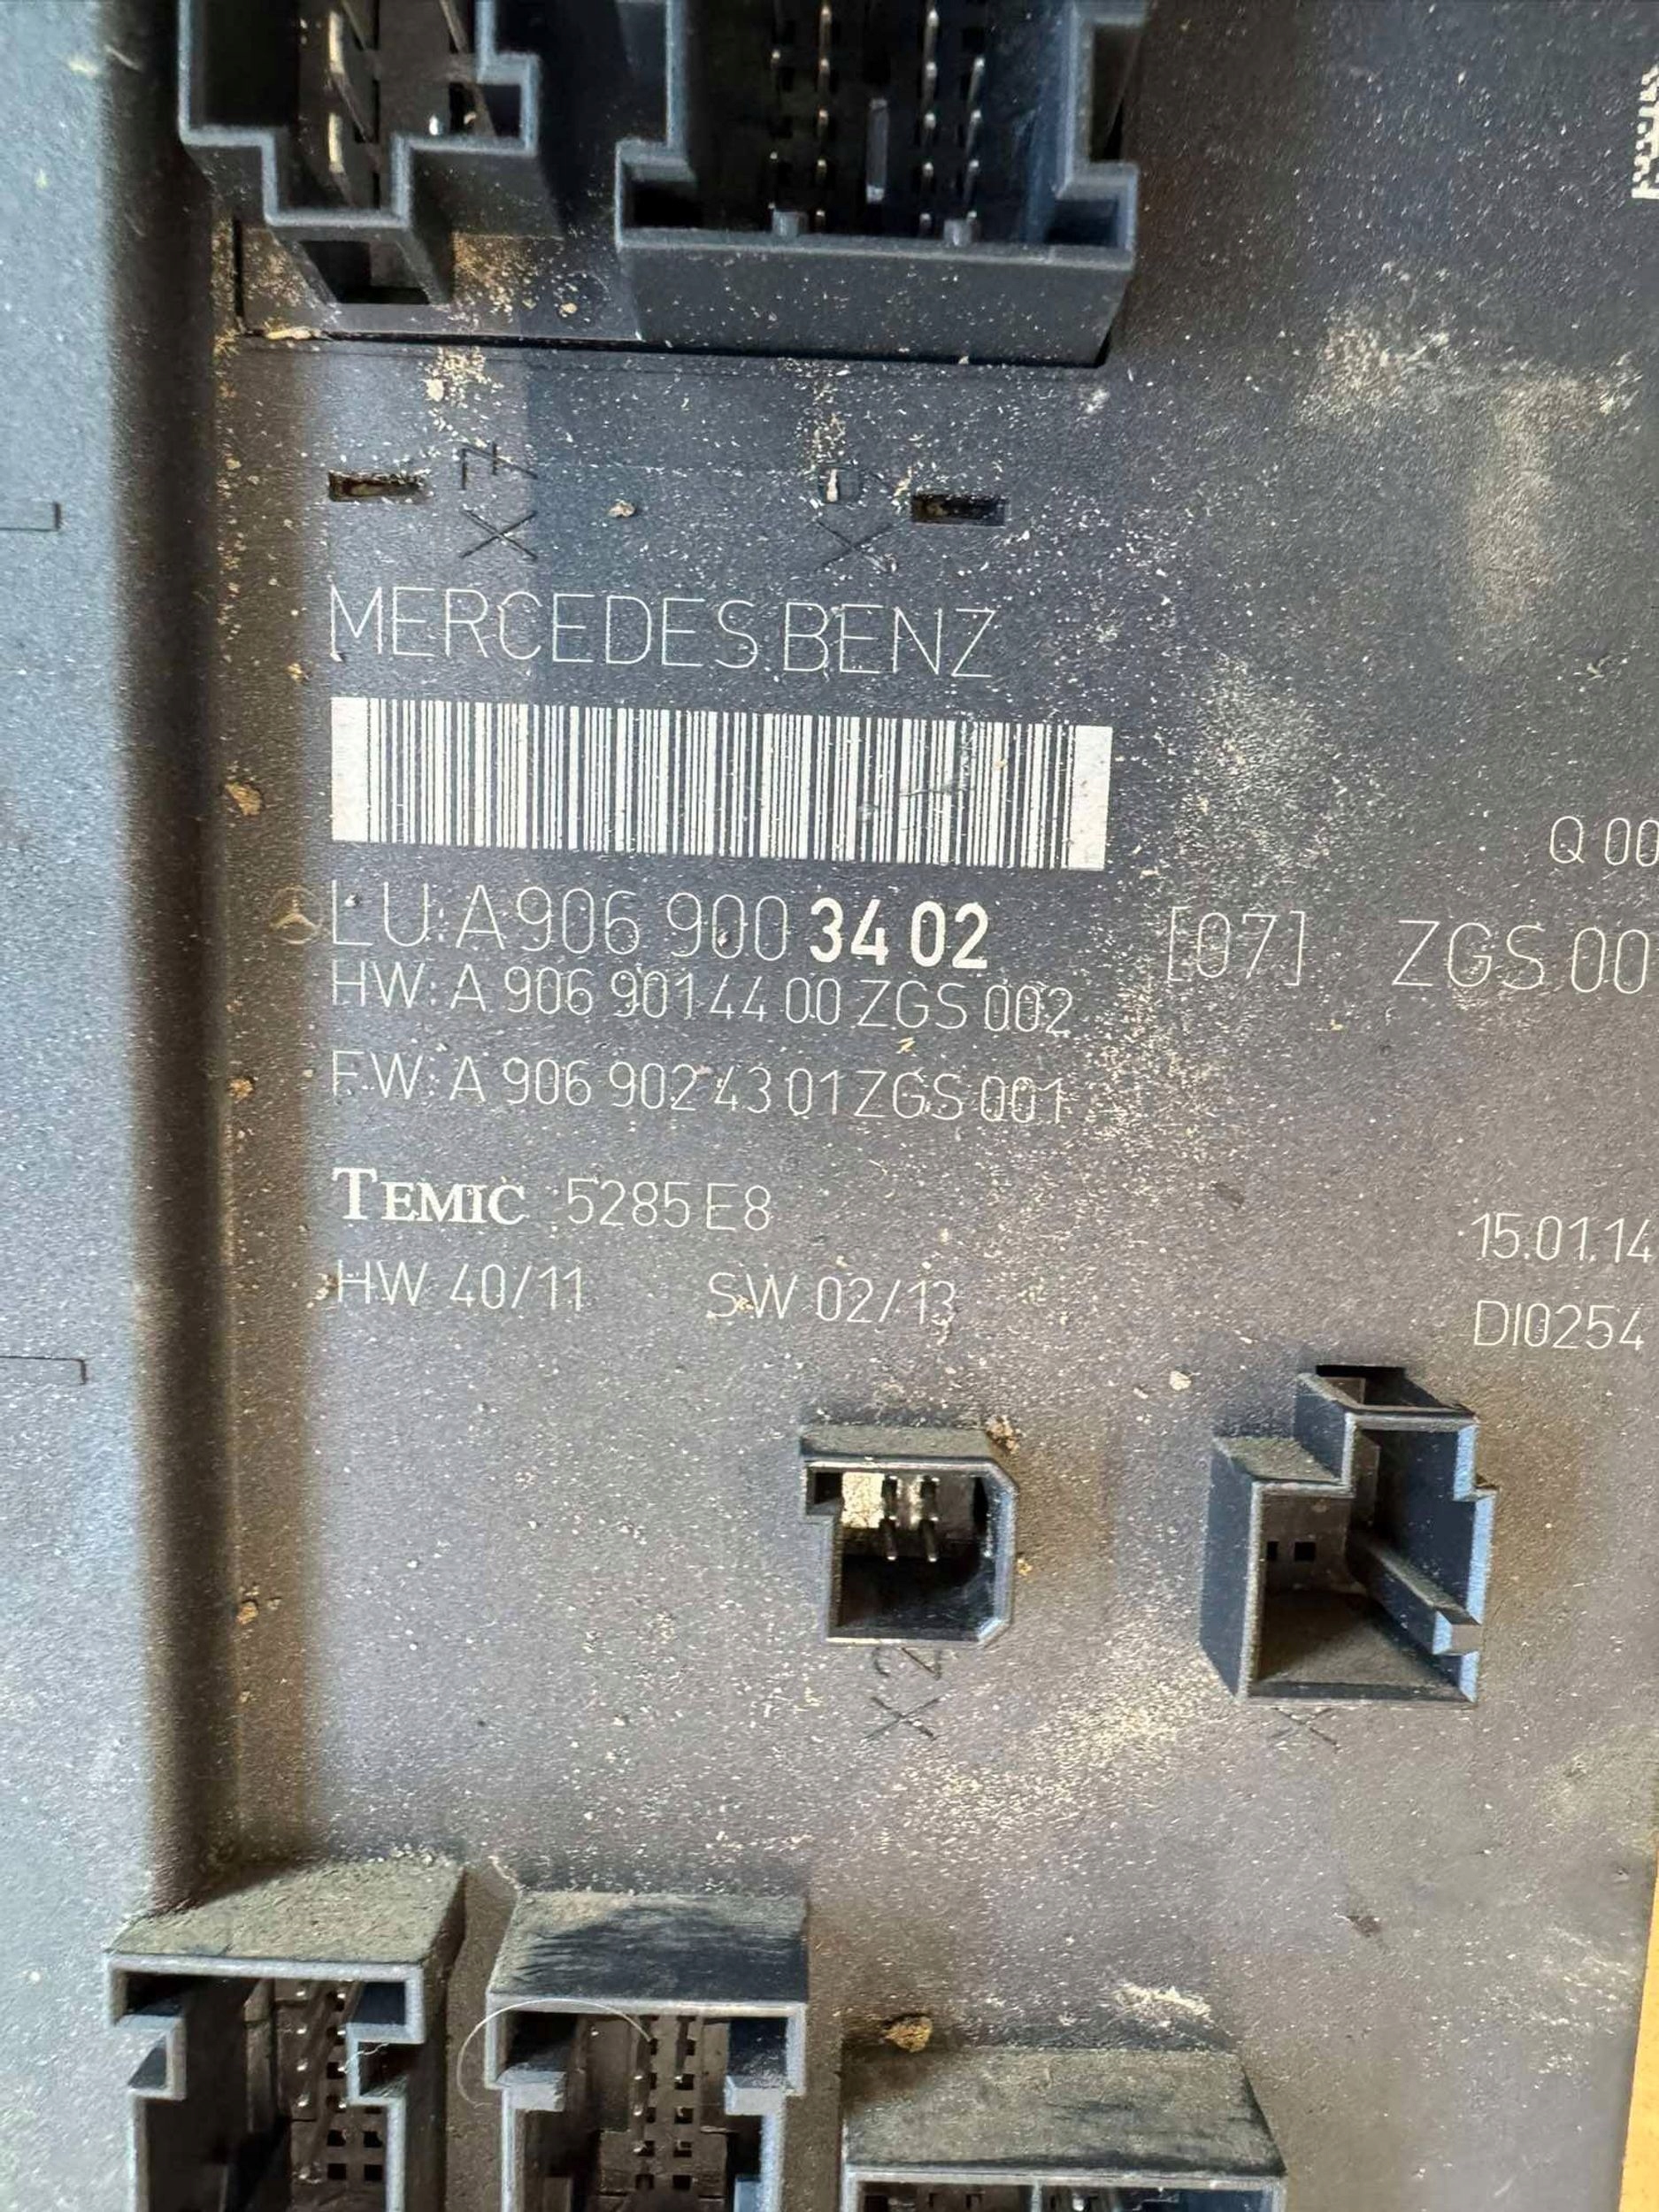 MERCEDES BENZ
Q 00
LU: A 906 900 34 02 [07] ZGS 00
HW: A 906 901 44 00 ZGS 002
FW: A 906 902 43 01 ZGS 001
TEMIC 5285 E8 15.01.14
HW 40/11 SW 02/13
DI0254
X2
X